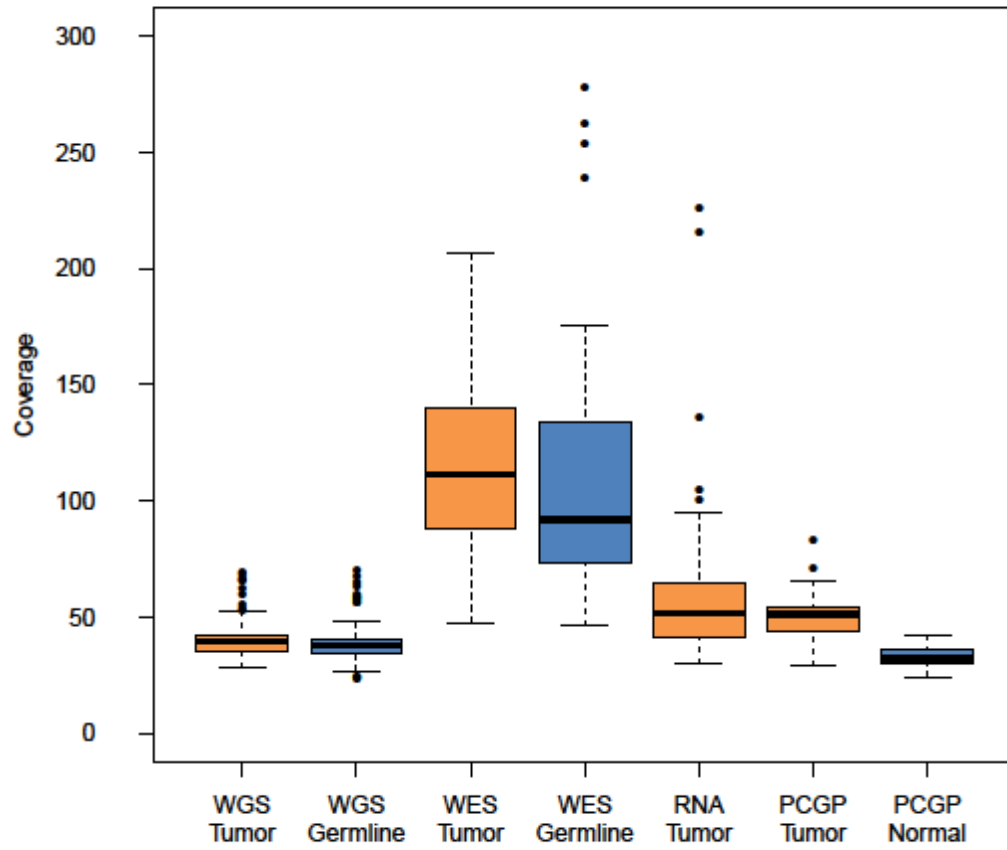 300
250
200
150
100
50
0
Coverage
WGS Tumor
WGS Germline
WES Tumor
WES Germline
RNA Tumor
PCGP Tumor
PCGP Normal